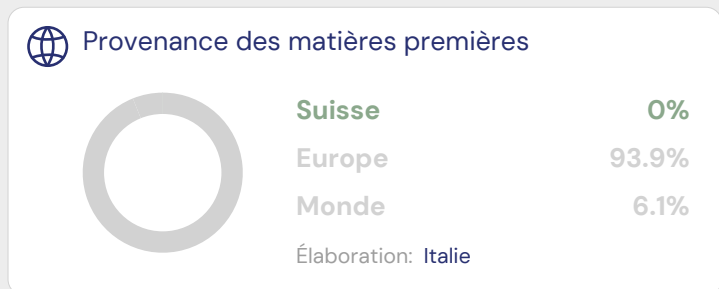 Provenance des matières premières
Suisse 0%
Europe 93.9%
Monde 6.1%
Élaboration: Italie